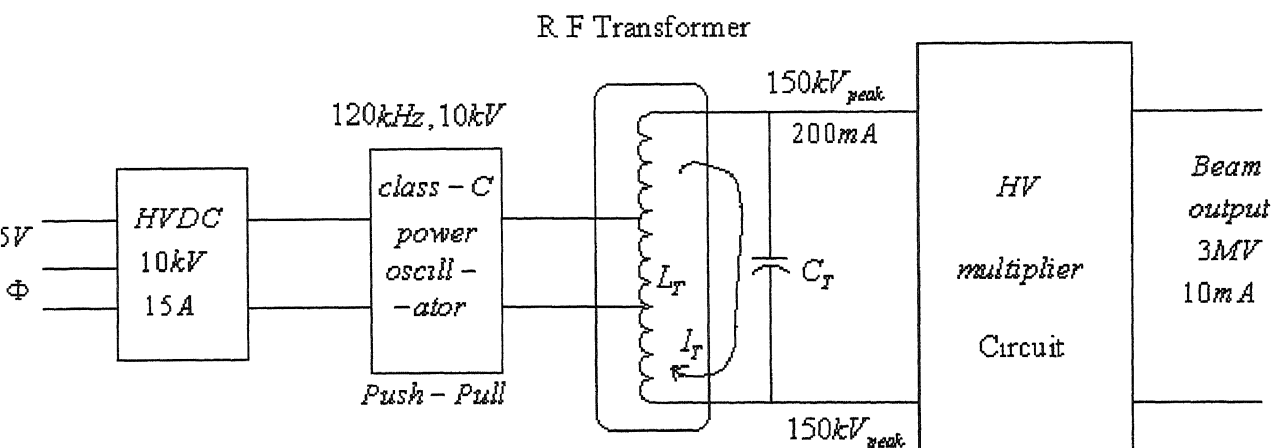 R F Transformer
5V
Φ
HVDC
10kV
15A
120kHz, 10kV
class – C
power
oscill –
–ator
Push – Pull
L_T
I_T
C_T
150kV_peak
200mA
150kV_peak
HV
multiplier
Circuit
Beam
output
3MV
10mA